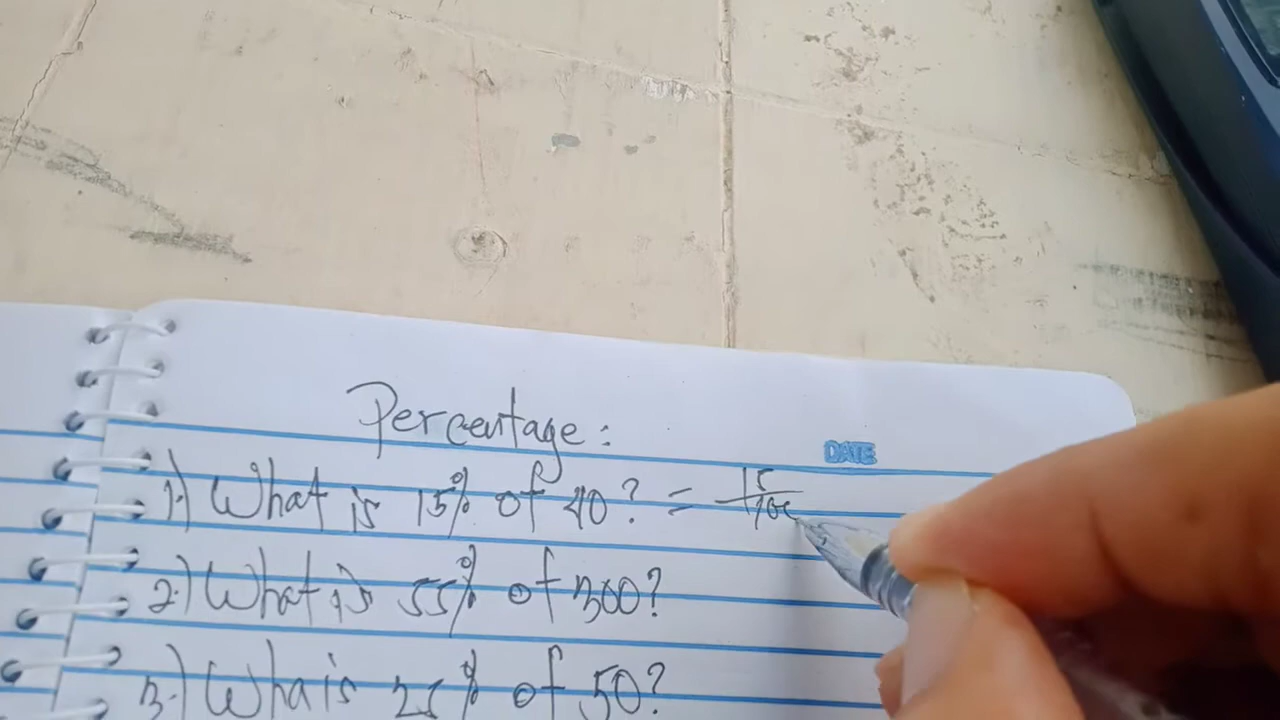 Percentage:
DATE
1.) What is 15% of 40? = 15/100
2.) What is 55% of 300?
3.) Wha is 25% of 50?